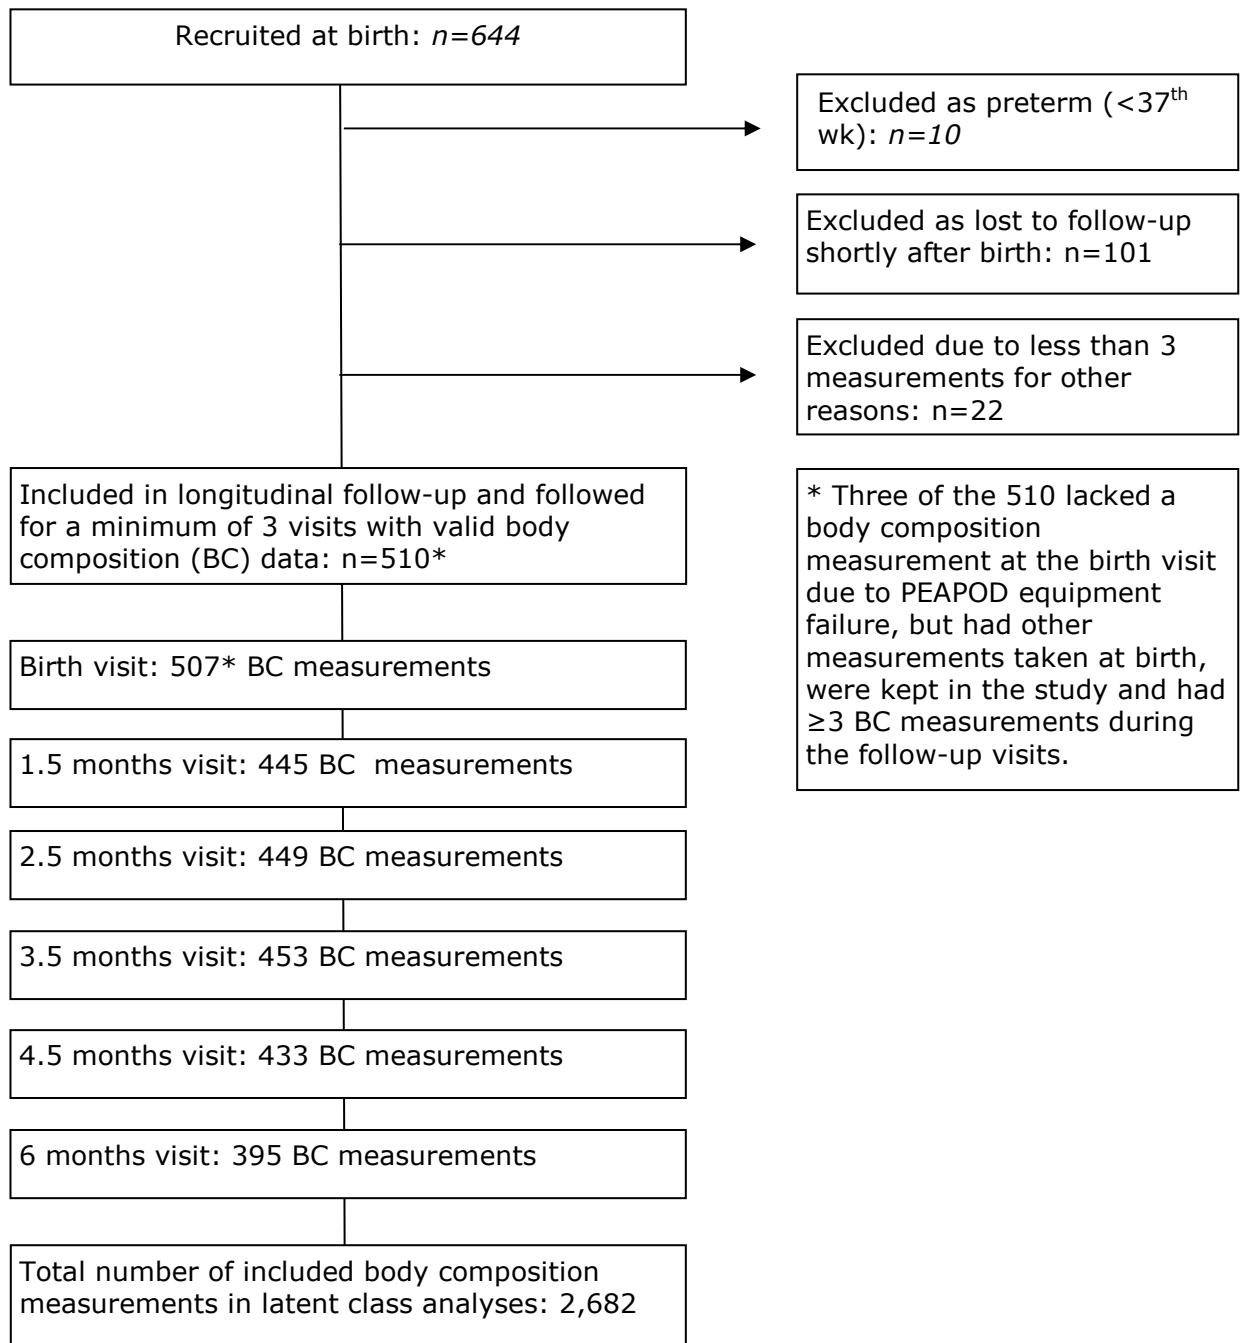 Recruited at birth: n=644
Excluded as preterm (<37th
wk): n=10
Excluded as lost to follow-up
shortly after birth: n=101
Excluded due to less than 3
measurements for other
reasons: n=22
Included in longitudinal follow-up and followed
for a minimum of 3 visits with valid body
composition (BC) data: n=510*
* Three of the 510 lacked a
body composition
measurement at the birth visit
due to PEAPOD equipment
failure, but had other
measurements taken at birth,
were kept in the study and had
≥3 BC measurements during
the follow-up visits.
Birth visit: 507* BC measurements
1.5 months visit: 445 BC  measurements
2.5 months visit: 449 BC measurements
3.5 months visit: 453 BC measurements
4.5 months visit: 433 BC measurements
6 months visit: 395 BC measurements
Total number of included body composition
measurements in latent class analyses: 2,682